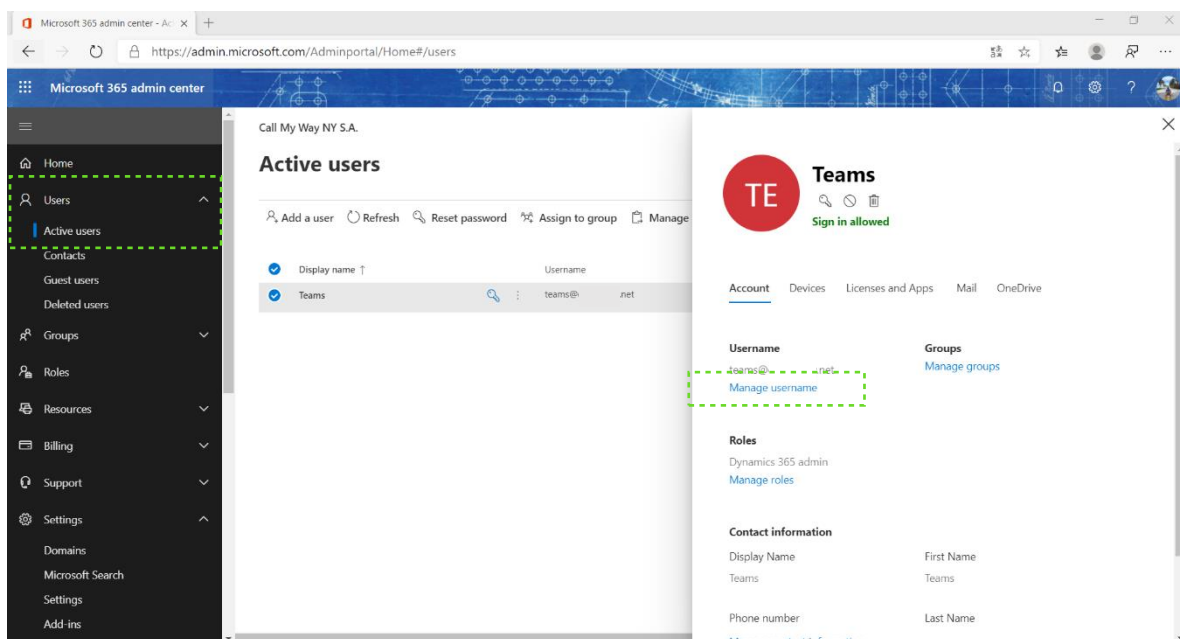 Microsoft 365 admin center - Ac
https://admin.microsoft.com/Adminportal/Home#/users
Microsoft 365 admin center
Home
Users
Active users
Contacts
Guest users
Deleted users
Groups
Roles
Resources
Billing
Support
Settings
Domains
Microsoft Search
Settings
Add-ins
Call My Way NY S.A.
Active users
Add a user Refresh Reset password Assign to group Manage
Display name ↑ Username
Teams teams@ .net
TE
Teams
Sign in allowed
Account Devices Licenses and Apps Mail OneDrive
Username Groups
teams@ .net Manage groups
Manage username
Roles
Dynamics 365 admin
Manage roles
Contact information
Display Name First Name
Teams Teams
Phone number Last Name